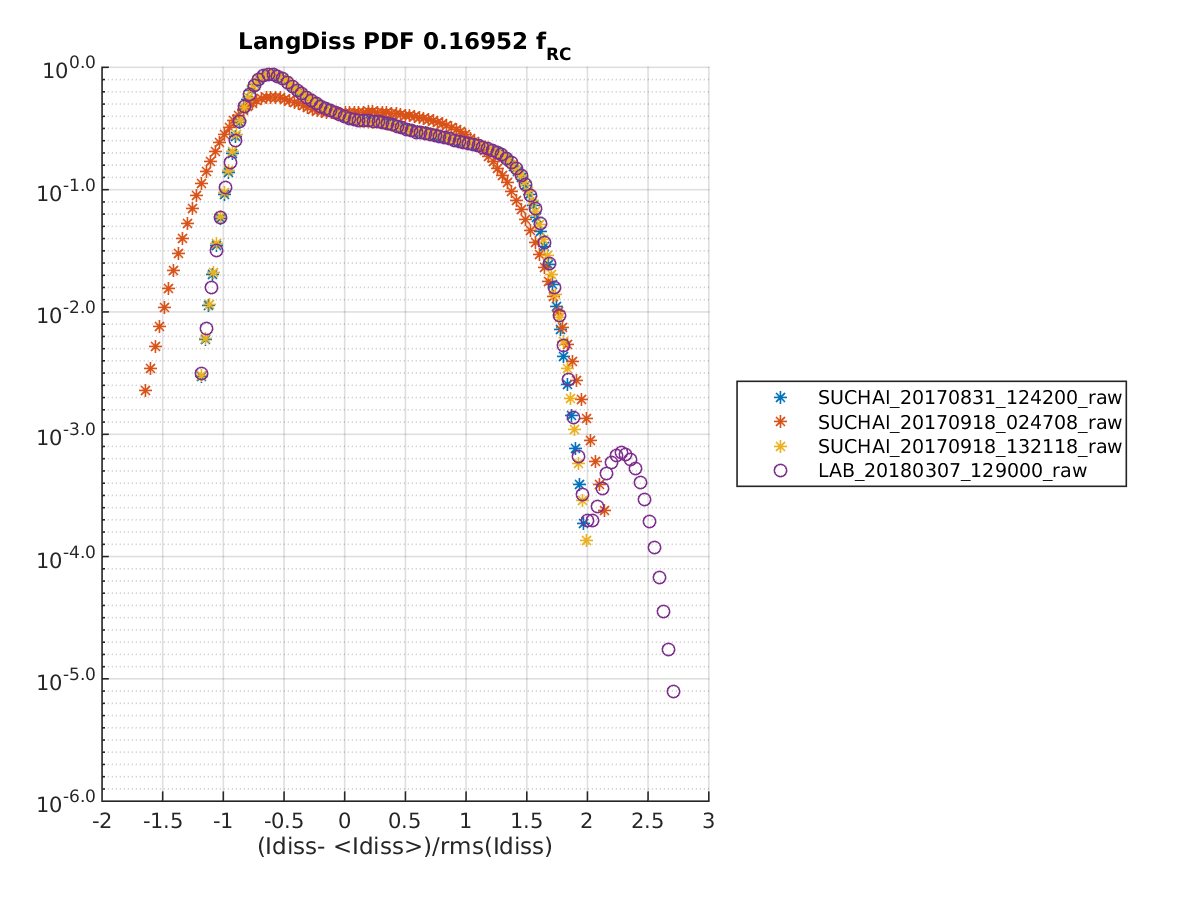 LangDiss PDF 0.16952 f_RC
10^0.0
10^-1.0
10^-2.0
10^-3.0
10^-4.0
10^-5.0
10^-6.0
-2 -1.5 -1 -0.5 0 0.5 1 1.5 2 2.5 3
(Idiss- <Idiss>)/rms(Idiss)
SUCHAI_20170831_124200_raw
SUCHAI_20170918_024708_raw
SUCHAI_20170918_132118_raw
LAB_20180307_129000_raw